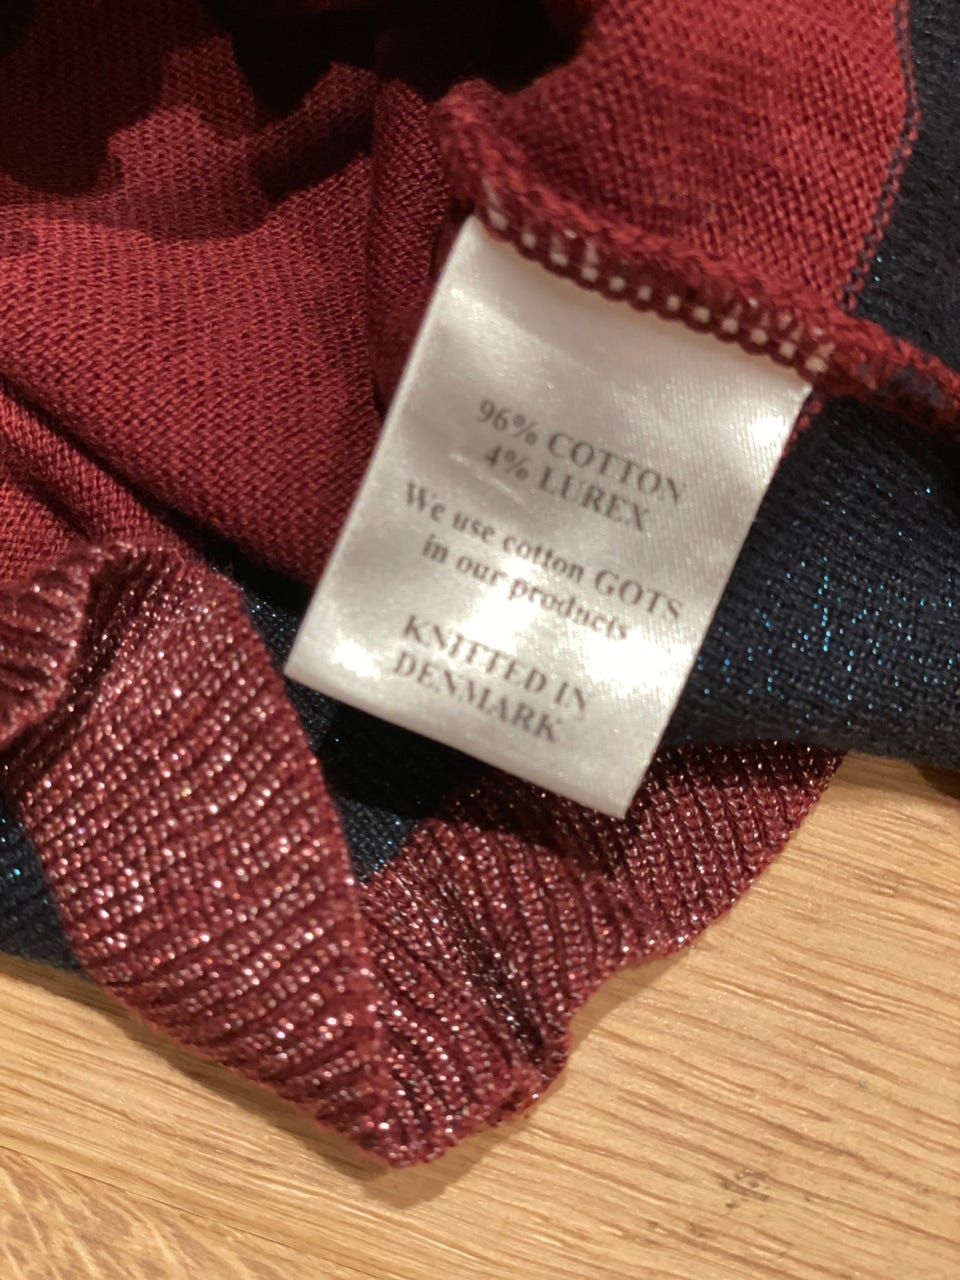 96% COTTON
4% LUREX
We use cotton GOTS
in our products
KNITTED IN
DENMARK